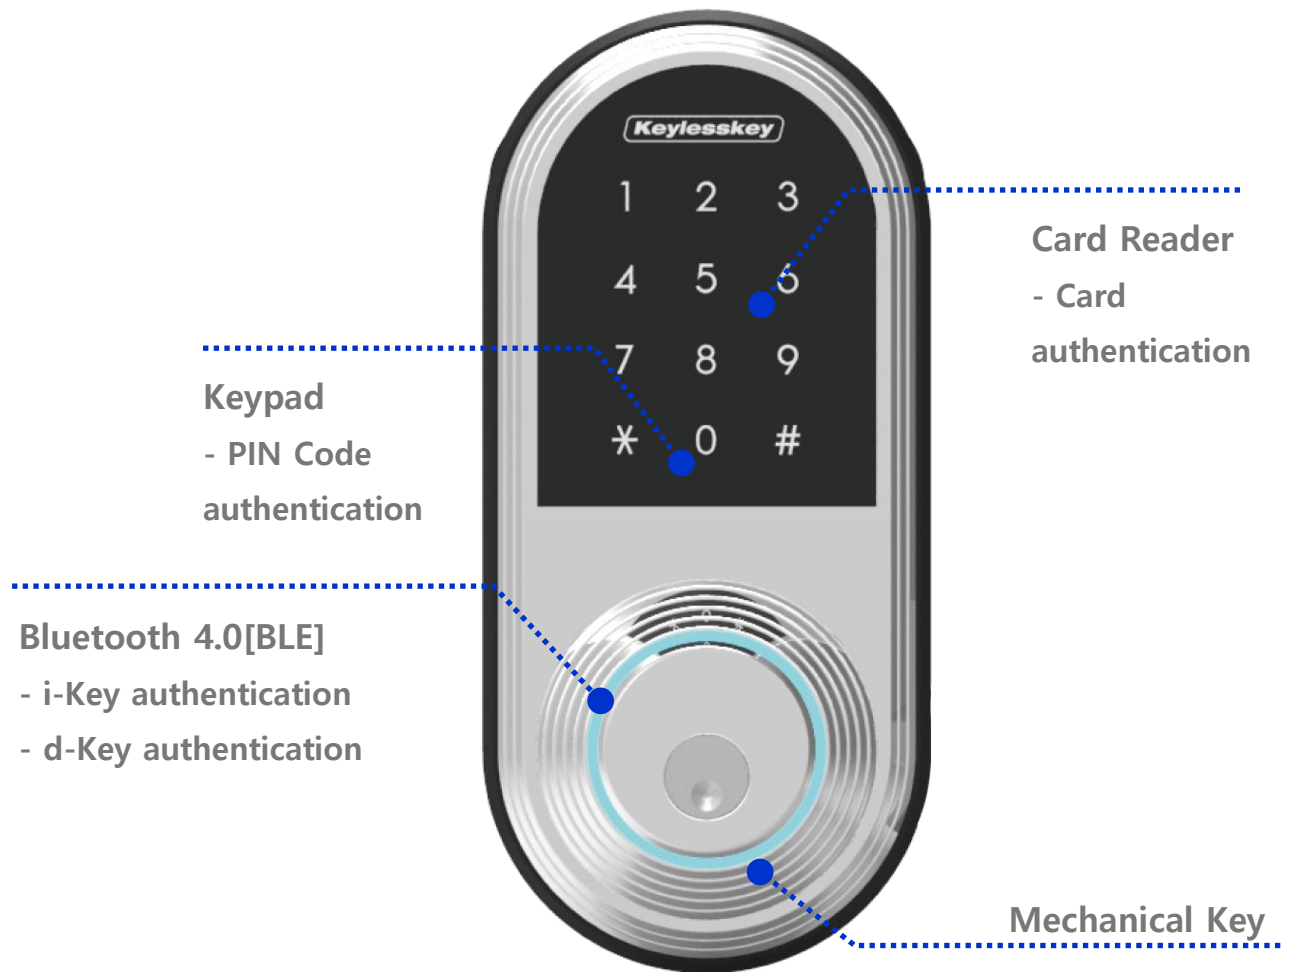 Keylesskey
1 2 3
4 5 6
7 8 9
* 0 #
Card Reader
- Card
authentication
Keypad
- PIN Code
authentication
Bluetooth 4.0[BLE]
- i-Key authentication
- d-Key authentication
Mechanical Key